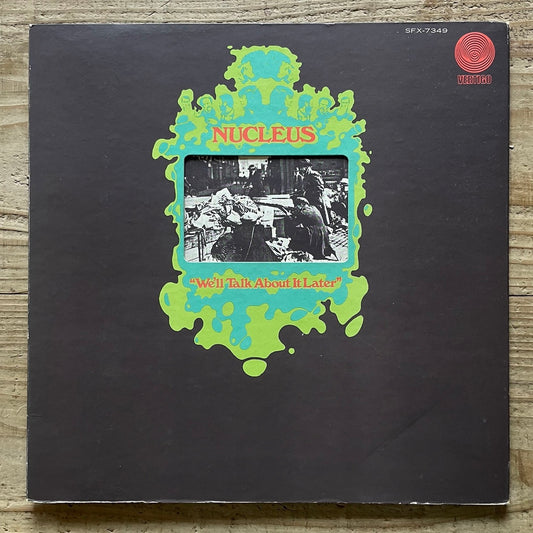 SFX-7349
VERTIGO
NUCLEUS
"We'll Talk About It Later"